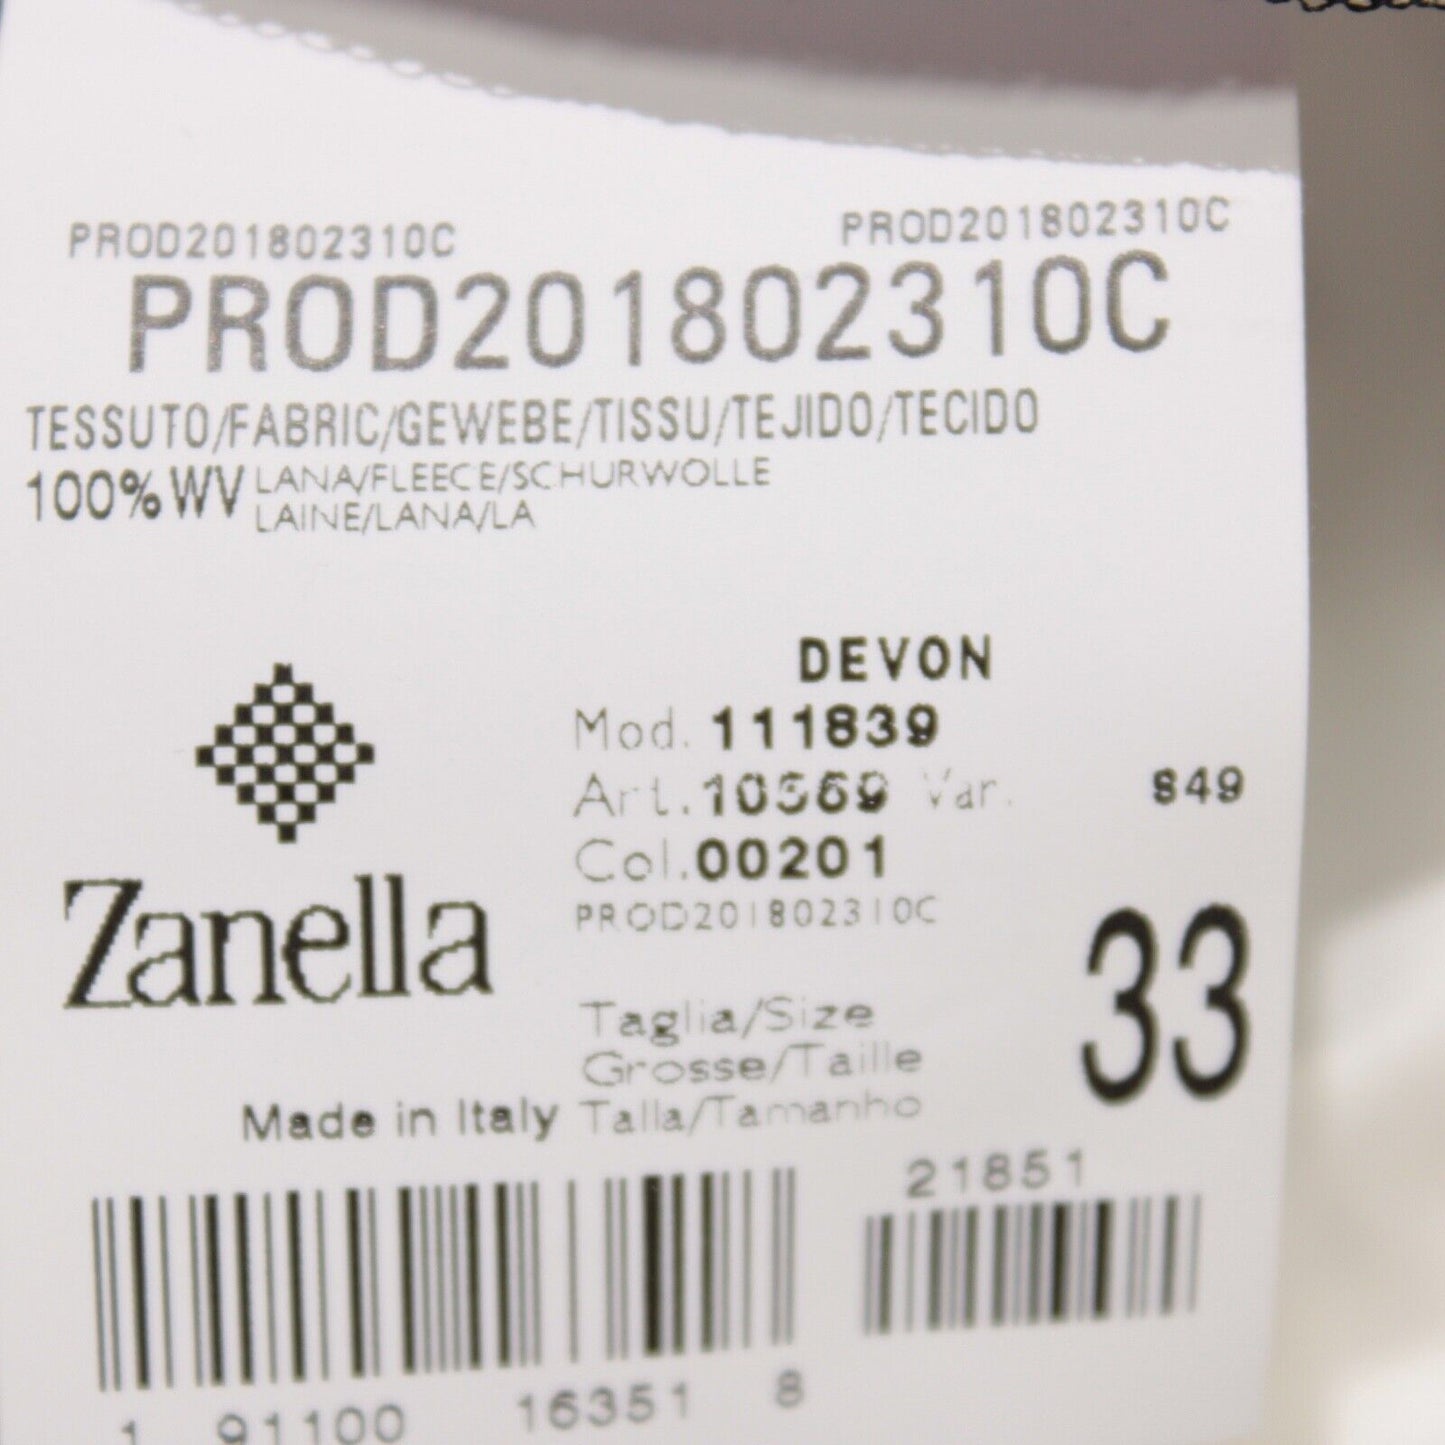 PROD201802310C PROD201802310C
PROD201802310C
TESSUTO/FABRIC/GEWEBE/TISSU/TEJIDO/TECIDO
100% WV LANA/FLEECE/SCHURWOLLE
LAINE/LANA/LA
DEVON
Mod. 111839
Art. Var. 849
Col. 00201
PROD201802310C
Zanella
Taglia/Size
Grosse/Taille
Talla/Tamanho
33
Made in Italy
21851
1 91100 16351 8